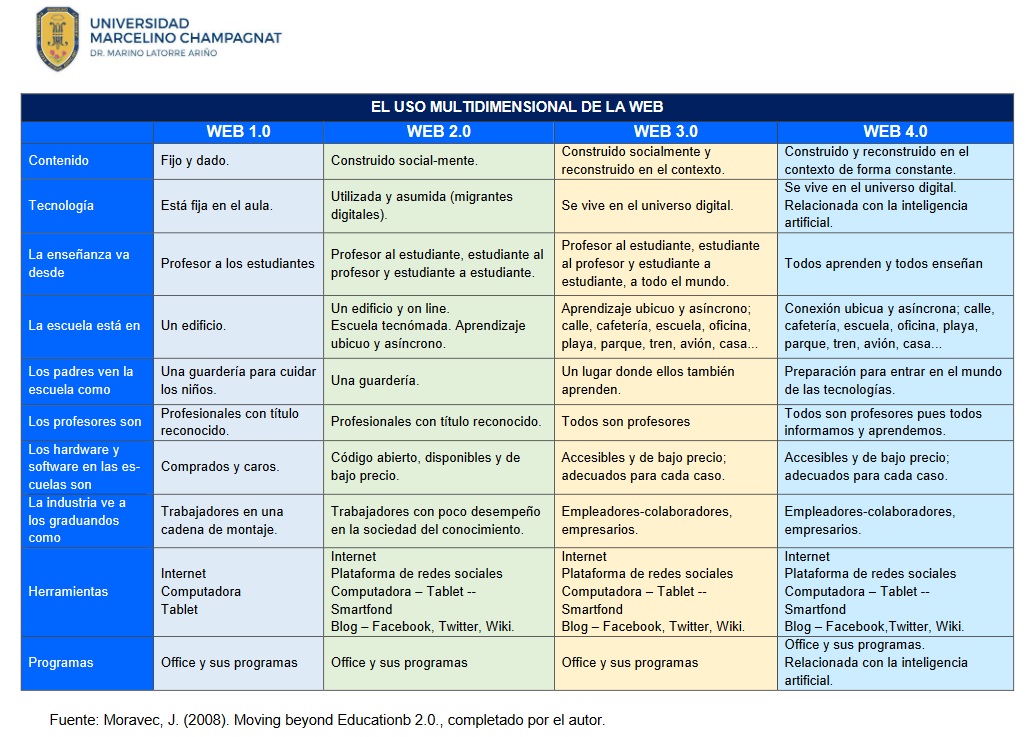 UNIVERSIDAD
MARCELINO CHAMPAGNAT
DR. MARINO LATORRE ARIÑO
EL USO MULTIDIMENSIONAL DE LA WEB
WEB 1.0
WEB 2.0
WEB 3.0
WEB 4.0
Contenido
Fijo y dado.
Construido social-mente.
Construido socialmente y
reconstruido en el contexto.
Construido y reconstruido en el
contexto de forma constante.
Tecnología
Está fija en el aula.
Utilizada y asumida (migrantes
digitales).
Se vive en el universo digital.
Se vive en el universo digital.
Relacionada con la inteligencia
artificial.
La enseñanza va
desde
Profesor a los estudiantes
Profesor al estudiante, estudiante al
profesor y estudiante a estudiante.
Profesor al estudiante, estudiante
al profesor y estudiante a
estudiante, a todo el mundo.
Todos aprenden y todos enseñan
La escuela está en
Un edificio.
Un edificio y on line.
Escuela tecnómada. Aprendizaje
ubicuo y asíncrono.
Aprendizaje ubicuo y asíncrono;
calle, cafetería, escuela, oficina,
playa, parque, tren, avión, casa...
Conexión ubicua y asíncrona; calle,
cafetería, escuela, oficina, playa,
parque, tren, avión, casa...
Los padres ven la
escuela como
Una guardería para cuidar
los niños.
Una guardería.
Un lugar donde ellos también
aprenden.
Preparación para entrar en el mundo
de las tecnologías.
Los profesores son
Profesionales con título
reconocido.
Profesionales con título reconocido.
Todos son profesores
Todos son profesores pues todos
informamos y aprendemos.
Los hardware y
software en las es-
cuelas son
Comprados y caros.
Código abierto, disponibles y de
bajo precio.
Accesibles y de bajo precio;
adecuados para cada caso.
Accesibles y de bajo precio;
adecuados para cada caso.
La industria ve a
los graduandos
como
Trabajadores en una
cadena de montaje.
Trabajadores con poco desempeño
en la sociedad del conocimiento.
Empleadores-colaboradores,
empresarios.
Empleadores-colaboradores,
empresarios.
Herramientas
Internet
Computadora
Tablet
Internet
Plataforma de redes sociales
Computadora – Tablet --
Smartfond
Blog – Facebook, Twitter, Wiki.
Internet
Plataforma de redes sociales
Computadora – Tablet --
Smartfond
Blog – Facebook, Twitter, Wiki.
Internet
Plataforma de redes sociales
Computadora – Tablet --
Smartfond
Blog – Facebook,Twitter, Wiki.
Programas
Office y sus programas
Office y sus programas
Office y sus programas
Office y sus programas.
Relacionada con la inteligencia
artificial.
Fuente: Moravec, J. (2008). Moving beyond Educationb 2.0., completado por el autor.